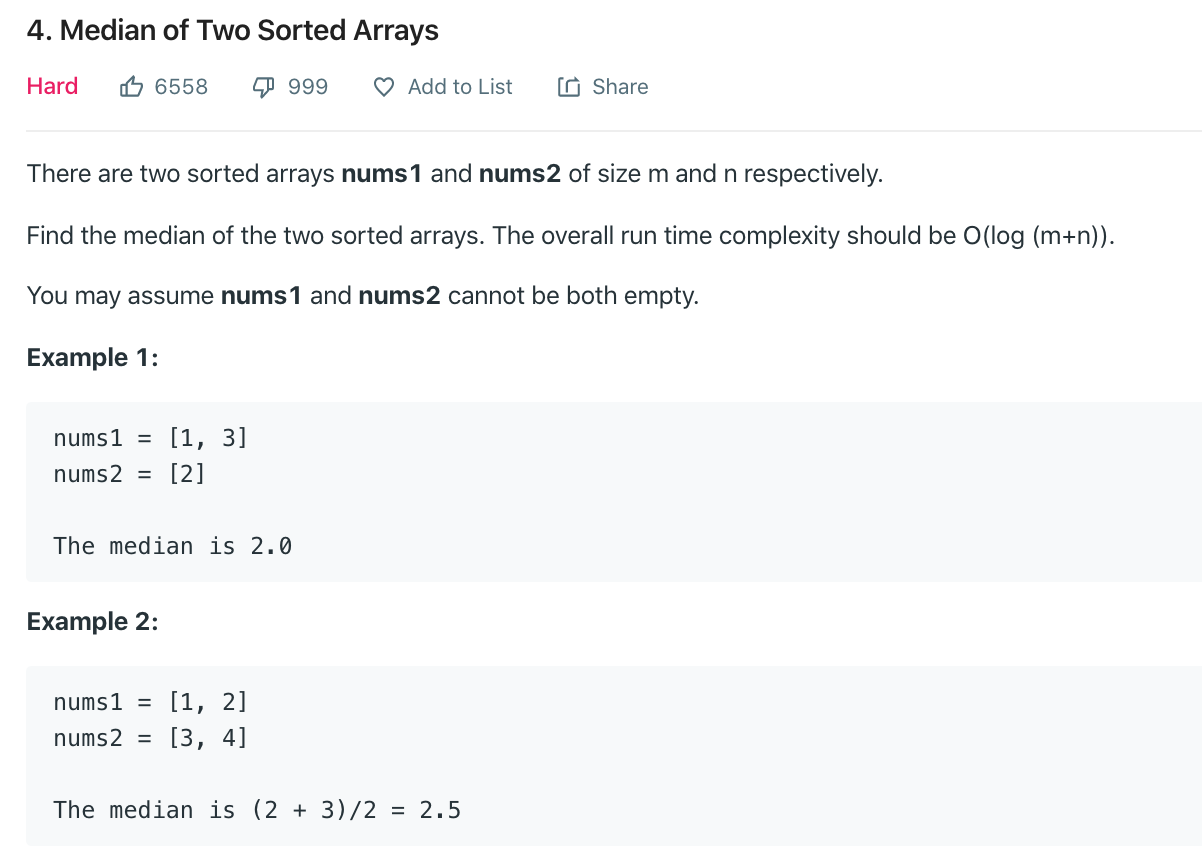 4. Median of Two Sorted Arrays
Hard 6558 999 Add to List Share
There are two sorted arrays nums1 and nums2 of size m and n respectively.
Find the median of the two sorted arrays. The overall run time complexity should be O(log (m+n)).
You may assume nums1 and nums2 cannot be both empty.
Example 1:
nums1 = [1, 3]
nums2 = [2]
The median is 2.0
Example 2:
nums1 = [1, 2]
nums2 = [3, 4]
The median is (2 + 3)/2 = 2.5